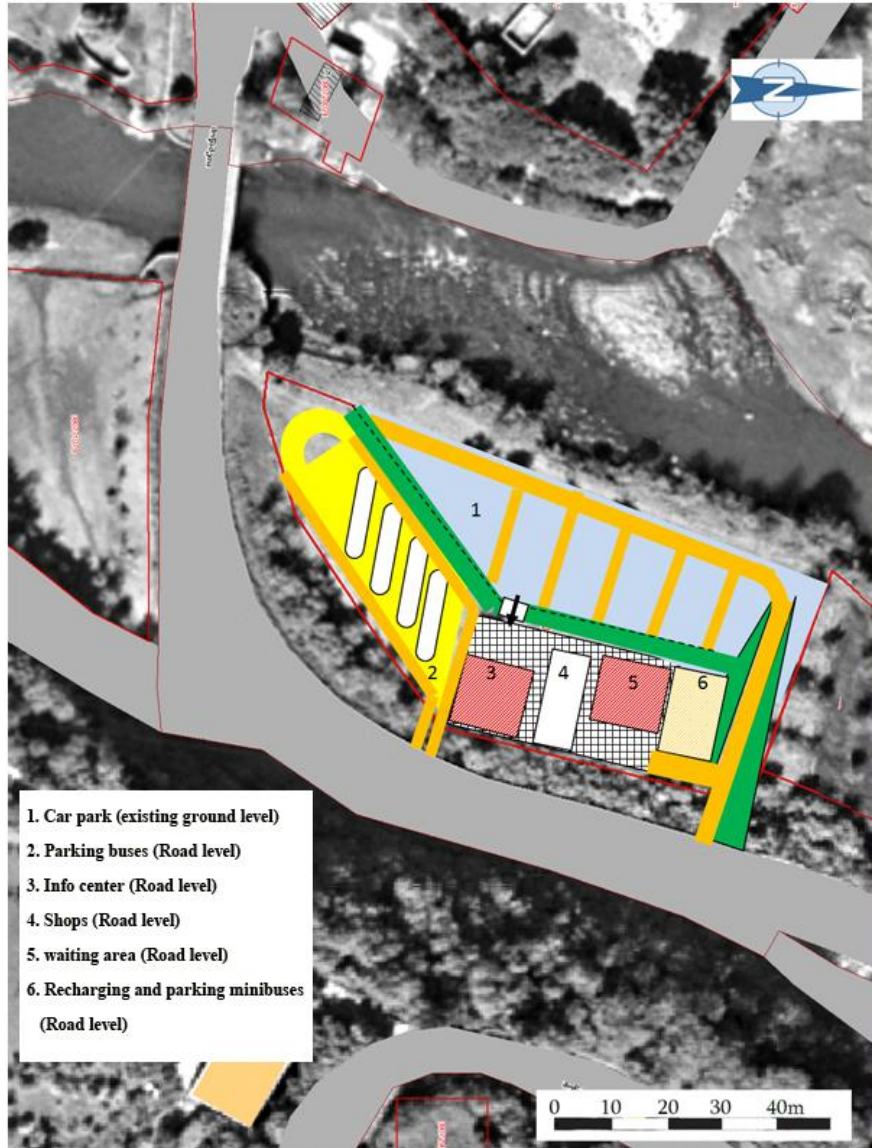 N
1
2
3
4
5
6
1. Car park (existing ground level)
2. Parking buses (Road level)
3. Info center (Road level)
4. Shops (Road level)
5. waiting area (Road level)
6. Recharging and parking minibuses
(Road level)
0 10 20 30 40m